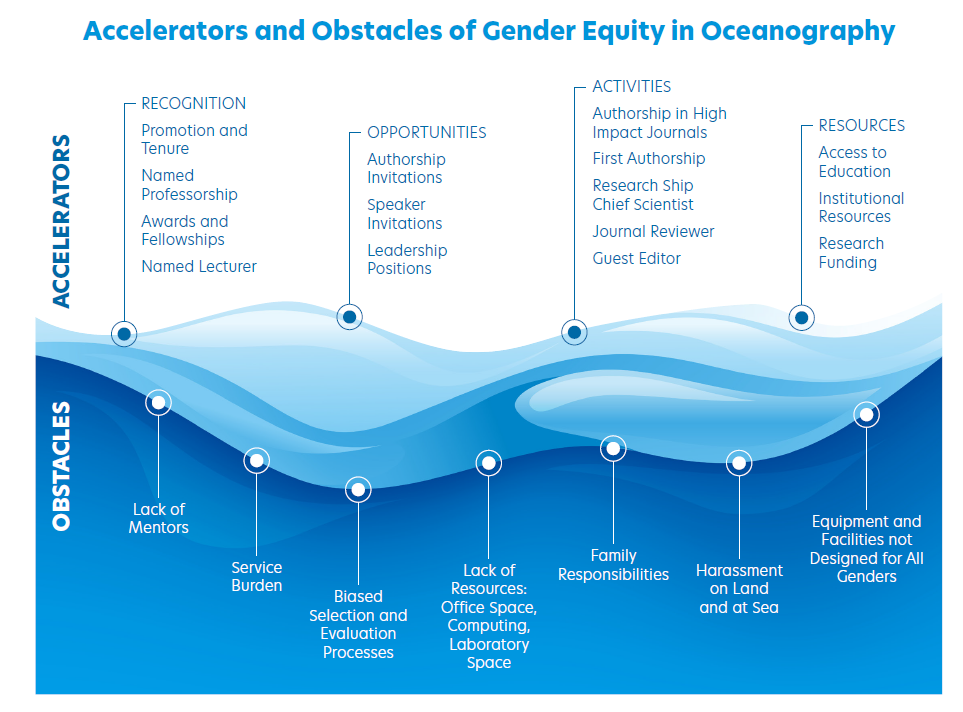 Accelerators and Obstacles of Gender Equity in Oceanography
ACCELERATORS
RECOGNITION
Promotion and
Tenure
Named
Professorship
Awards and
Fellowships
Named Lecturer
OPPORTUNITIES
Authorship
Invitations
Speaker
Invitations
Leadership
Positions
ACTIVITIES
Authorship in High
Impact Journals
First Authorship
Research Ship
Chief Scientist
Journal Reviewer
Guest Editor
RESOURCES
Access to
Education
Institutional
Resources
Research
Funding
OBSTACLES
Lack of
Mentors
Service
Burden
Biased
Selection and
Evaluation
Processes
Lack of
Resources:
Office Space,
Computing,
Laboratory
Space
Family
Responsibilities
Harassment
on Land
and at Sea
Equipment and
Facilities not
Designed for All
Genders